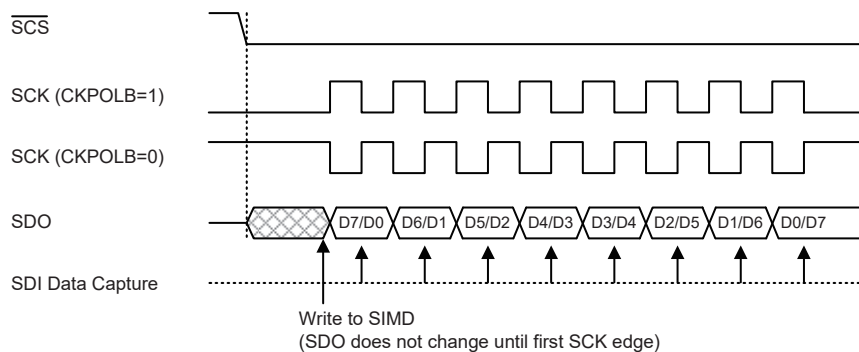 SCS
SCK (CKPOLB=1)
SCK (CKPOLB=0)
SDO
D7/D0 D6/D1 D5/D2 D4/D3 D3/D4 D2/D5 D1/D6 D0/D7
SDI Data Capture
Write to SIMD
(SDO does not change until first SCK edge)